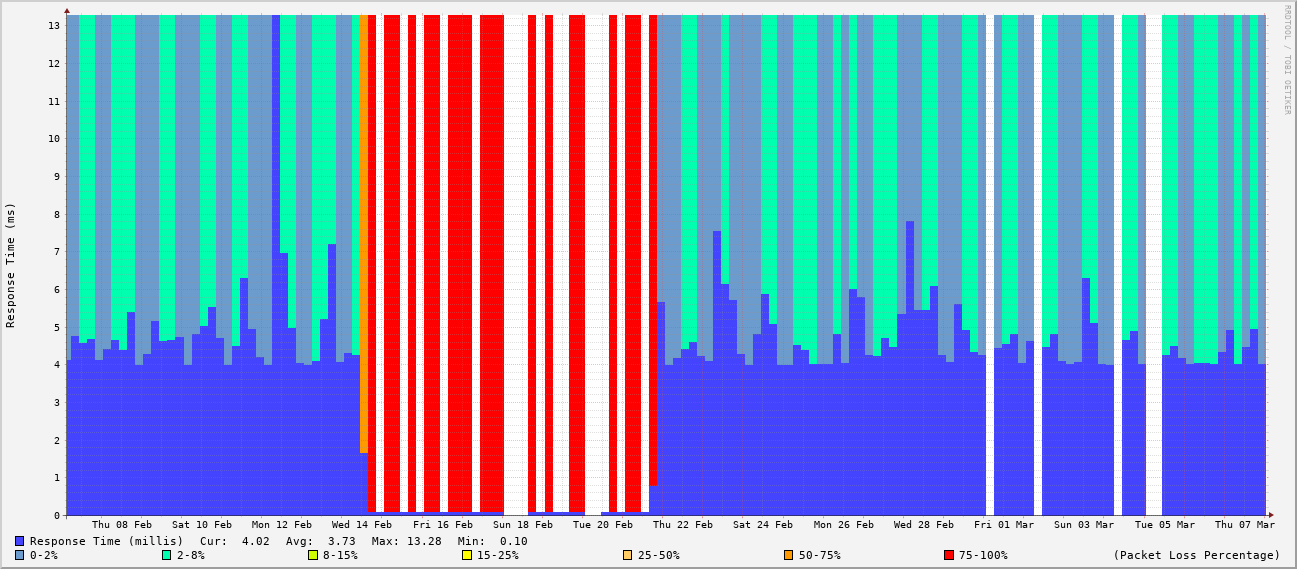 RRDTOOL / TOBI OETIKER
Response Time (ms)
13
12
11
10
9
8
7
6
5
4
3
2
1
0
Thu 08 Feb Sat 10 Feb Mon 12 Feb Wed 14 Feb Fri 16 Feb Sun 18 Feb Tue 20 Feb Thu 22 Feb Sat 24 Feb Mon 26 Feb Wed 28 Feb Fri 01 Mar Sun 03 Mar Tue 05 Mar Thu 07 Mar
Response Time (millis) Cur: 4.02 Avg: 3.73 Max: 13.28 Min: 0.10
0-2% 2-8% 8-15% 15-25% 25-50% 50-75% 75-100% (Packet Loss Percentage)